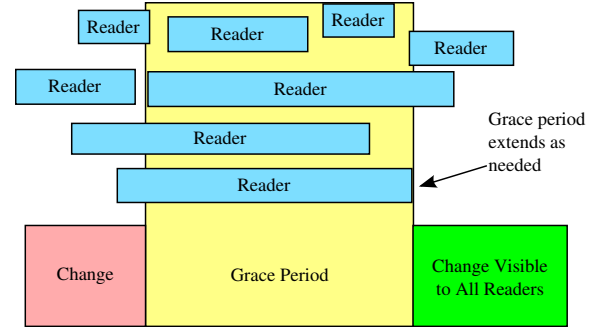 Reader
Reader
Reader
Reader
Reader
Reader
Reader
Reader
Grace period
extends as
needed
Change
Grace Period
Change Visible
to All Readers